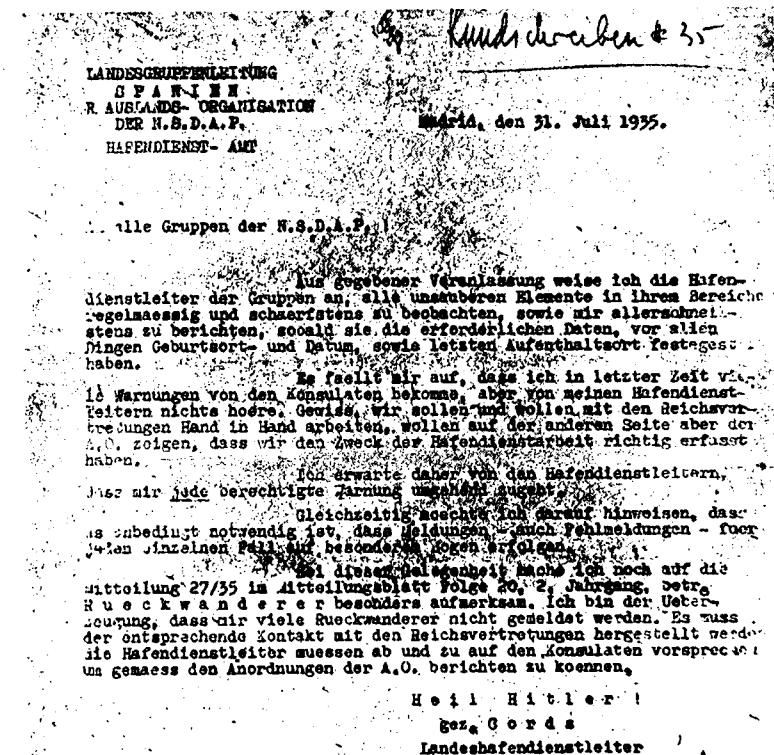 Rundschreiben # 35
LANDESGRUPPENLEITUNG
SPANIEN
R. AUSLANDS- ORGANISATION
DER N.S.D.A.P.
HAFENDIENST- AMT
Madrid, den 31. Juli 1935.
alle Gruppen der N.S.D.A.P. !
Aus gegebener Veranlassung weise ich die Hafen-
dienstleiter der Gruppen an, alle unsauberen Elemente in ihrem Bereiche
regelmaessig und schaerfstens zu beobachten, sowie mir allerschnell-
stens zu berichten, sobald sie die erforderlichen Daten, vor allen
Dingen Geburtsort- und Datum, sowie letzten Aufenthaltsort festgest
haben.
Es faellt mir auf, dass ich in letzter Zeit vie-
le Warnungen von den Konsulaten bekomme, aber von meinen Hafendienst-
leitern nichts hoere. Gewiss, wir sollen und wollen mit den Reichsver-
tretungen Hand in Hand arbeiten, wollen auf der anderen Seite aber der
A.O. zeigen, dass wir den Zweck der Hafendienstarbeit richtig erfasst
haben.
Ich erwarte daher von den Hafendienstleitern,
dass mir jede berechtigte Warnung umgehend zugeht.
Gleichzeitig moechte ich darauf hinweisen, dass
es unbedingt notwendig ist, dass Meldungen, auch Fehlmeldungen - fuer
jeden einzelnen Fall auf besonderen Bogen erfolgen.
Bei dieser Gelegenheit mache ich noch auf die
Mitteilung 27/35 im Mitteilungsblatt Folge 20, 2. Jahrgang, betr.
Rueckwanderer besonders aufmerksam. Ich bin der Ueber-
zeugung, dass mir viele Rueckwanderer nicht gemeldet werden. Es muss
der entsprechende Kontakt mit den Reichsvertretungen hergestellt werde
die Hafendienstleiter muessen ab und zu auf den Konsulaten vorsprechen
um gemaess den Anordnungen der A.O. berichten zu koennen.
Heil Hitler !
gez. Cords
Landeshafendienstleiter